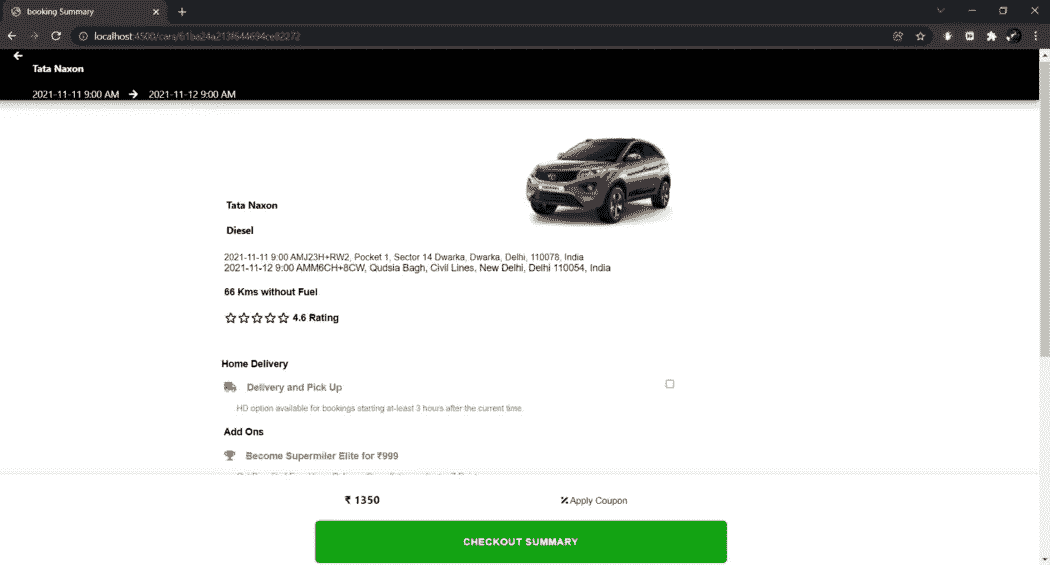 booking Summary
localhost:4500/cars/61ba24a213f644694ce82272
Tata Naxon
2021-11-11 9:00 AM → 2021-11-12 9:00 AM
Tata Naxon
Diesel
2021-11-11 9:00 AMJ23H+RW2, Pocket 1, Sector 14 Dwarka, Dwarka, Delhi, 110078, India
2021-11-12 9:00 AMM6CH+8CW, Qudsia Bagh, Civil Lines, New Delhi, Delhi 110054, India
66 Kms without Fuel
4.6 Rating
Home Delivery
Delivery and Pick Up
HD option available for bookings starting at-least 3 hours after the current time.
Add Ons
Become Supermiler Elite for ₹999
₹ 1350
Apply Coupon
CHECKOUT SUMMARY